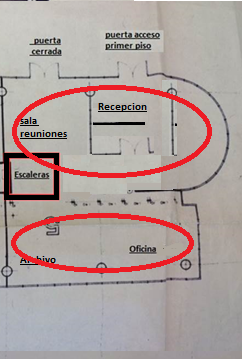 puerta cerrada
puerta acceso
primer piso
Recepcion
sala
reuniones
Escaleras
Oficina
Archivo